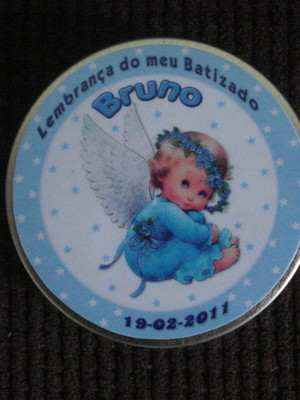 Lembrança do meu Batizado
Bruno
19-02-2011